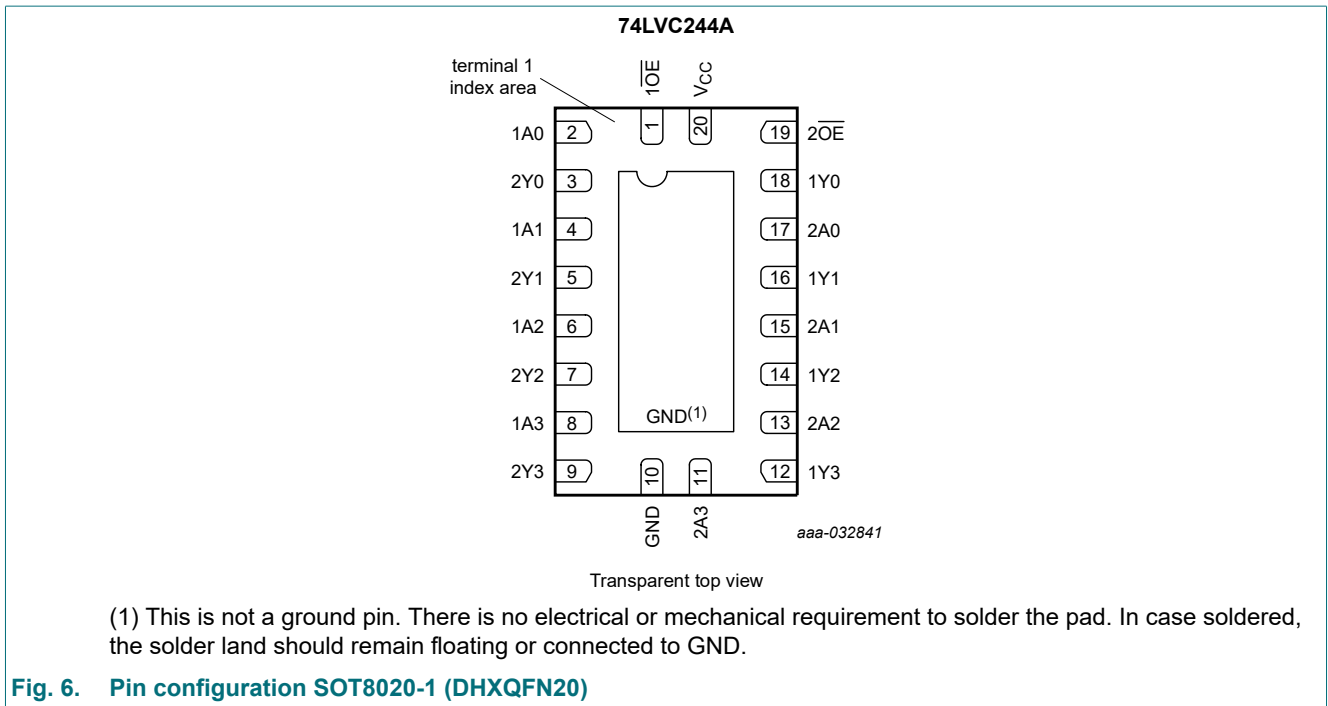 74LVC244A
terminal 1
index area
1OE
VCC
1A0 2
1
20
19 2OE
2Y0 3
18 1Y0
1A1 4
17 2A0
2Y1 5
16 1Y1
1A2 6
15 2A1
2Y2 7
14 1Y2
1A3 8
GND(1)
13 2A2
2Y3 9
10
11
12 1Y3
GND
2A3
aaa-032841
Transparent top view
(1) This is not a ground pin. There is no electrical or mechanical requirement to solder the pad. In case soldered,
the solder land should remain floating or connected to GND.
Fig. 6. Pin configuration SOT8020-1 (DHXQFN20)